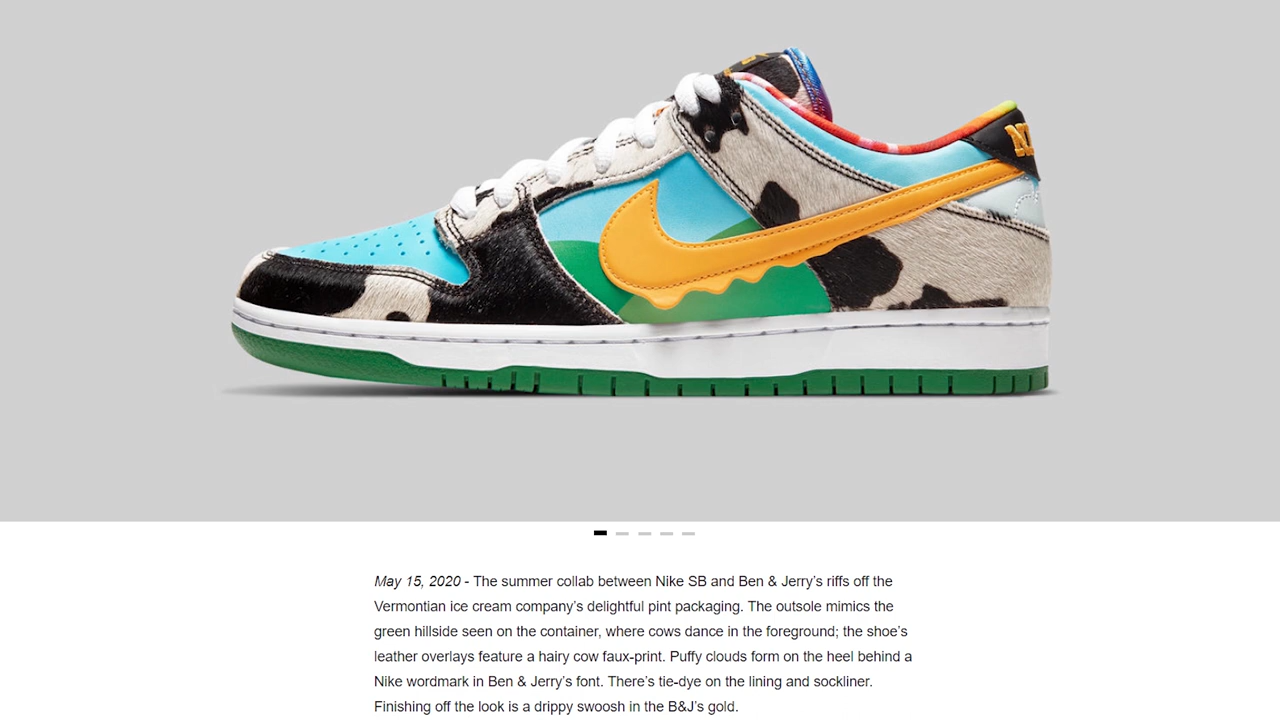 May 15, 2020 - The summer collab between Nike SB and Ben & Jerry’s riffs off the
Vermontian ice cream company’s delightful pint packaging. The outsole mimics the
green hillside seen on the container, where cows dance in the foreground; the shoe’s
leather overlays feature a hairy cow faux-print. Puffy clouds form on the heel behind a
Nike wordmark in Ben & Jerry’s font. There’s tie-dye on the lining and sockliner.
Finishing off the look is a drippy swoosh in the B&J’s gold.